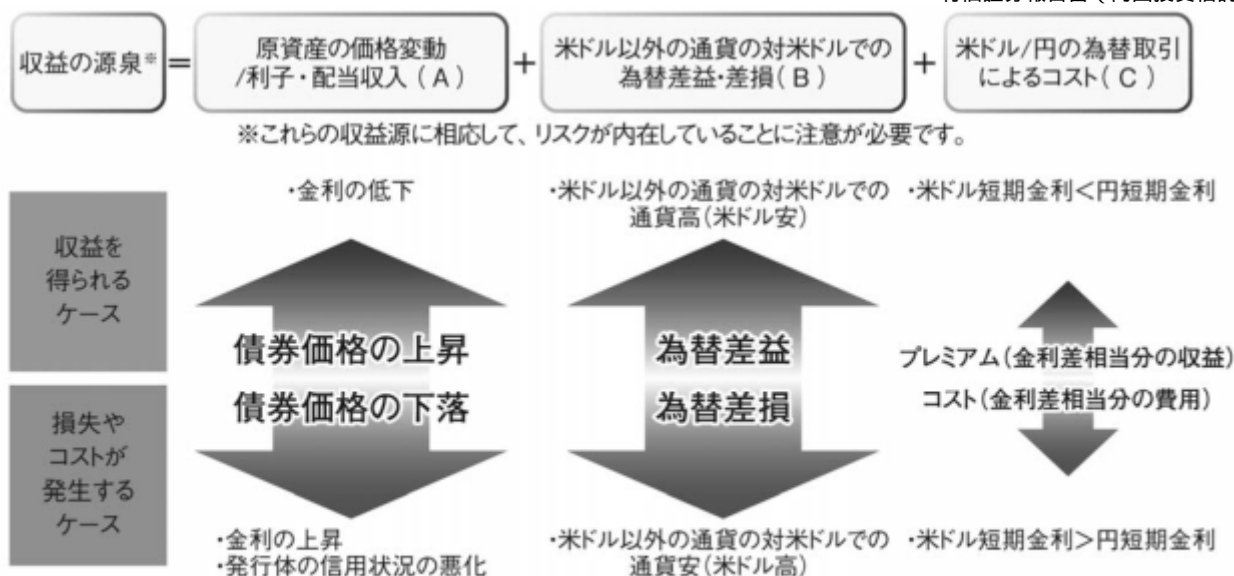 収益の源泉※
=
原資産の価格変動
/利子・配当収入(A)
+
米ドル以外の通貨の対米ドルでの
為替差益・差損(B)
+
米ドル/円の為替取引
によるコスト(C)
※これらの収益源に相応して、リスクが内在していることに注意が必要です。
収益を
得られる
ケース
・金利の低下
・米ドル以外の通貨の対米ドルでの
通貨高(米ドル安)
・米ドル短期金利<円短期金利
債券価格の上昇
為替差益
プレミアム(金利差相当分の収益)
損失や
コストが
発生する
ケース
債券価格の下落
為替差損
コスト(金利差相当分の費用)
・金利の上昇
・発行体の信用状況の悪化
・米ドル以外の通貨の対米ドルでの
通貨安(米ドル高)
・米ドル短期金利>円短期金利